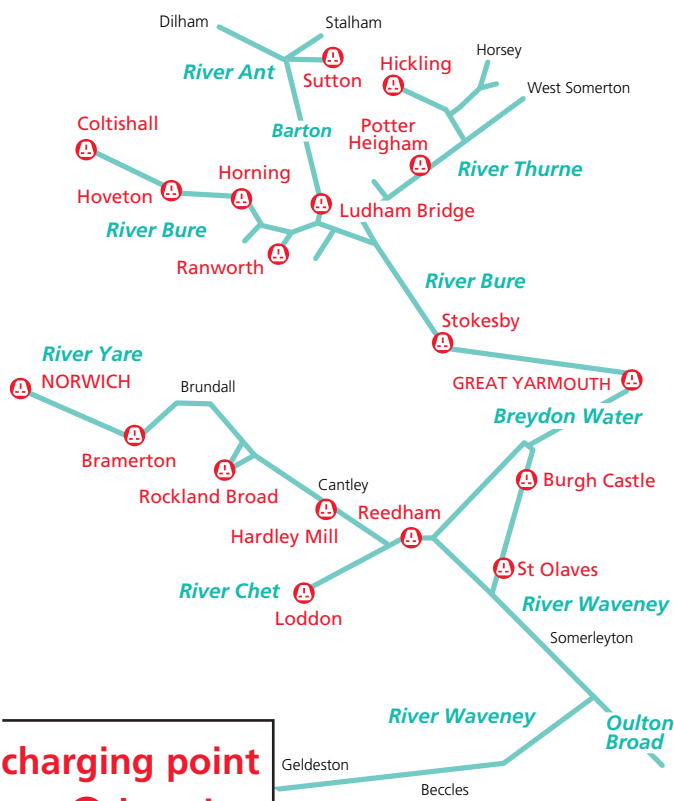 Dilham
Stalham
River Ant
Sutton
Hickling
Horsey
West Somerton
Coltishall
Barton
Potter
Heigham
River Thurne
Hoveton
Horning
Ludham Bridge
River Bure
Ranworth
River Bure
Stokesby
River Yare
NORWICH
Brundall
GREAT YARMOUTH
Breydon Water
Bramerton
Rockland Broad
Cantley
Burgh Castle
Hardley Mill
Reedham
St Olaves
River Chet
Loddon
River Waveney
Somerleyton
River Waveney
Oulton
Broad
charging point
Geldeston
Beccles